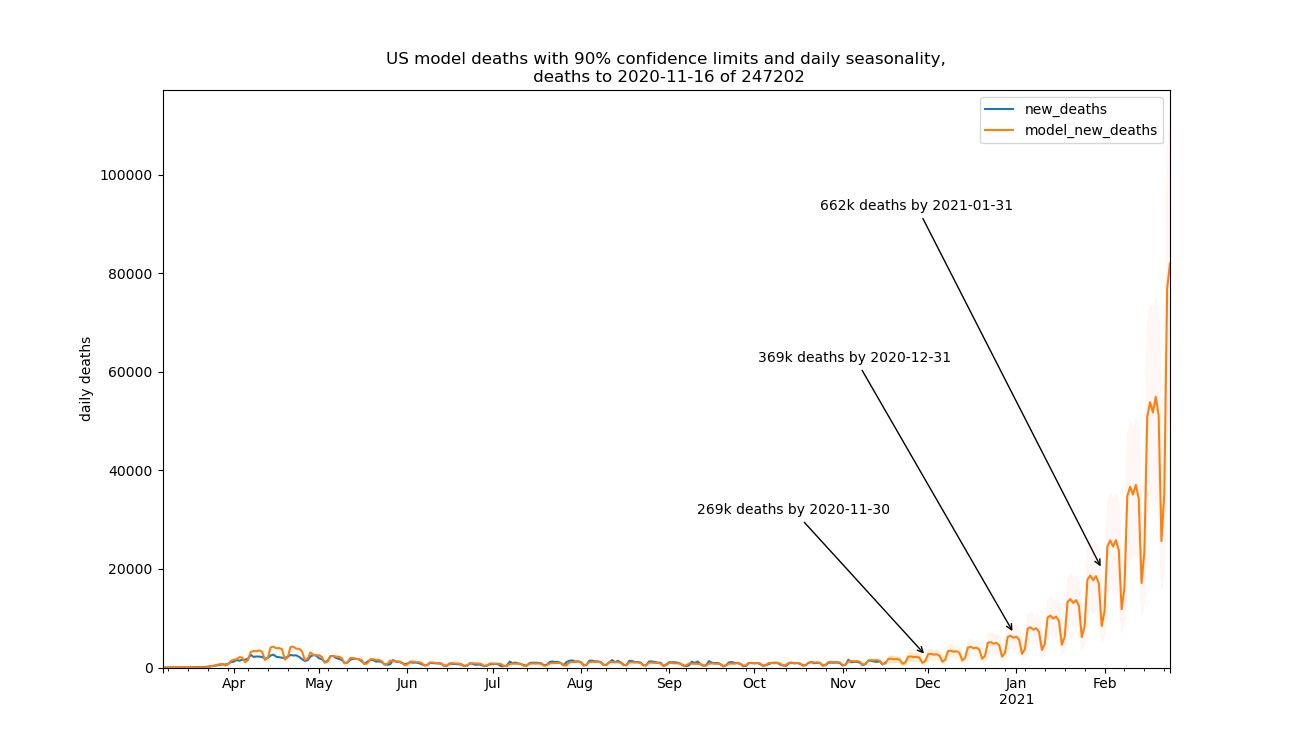 US model deaths with 90% confidence limits and daily seasonality,
deaths to 2020-11-16 of 247202
new_deaths
model_new_deaths
100000
80000
60000
40000
20000
0
daily deaths
662k deaths by 2021-01-31
369k deaths by 2020-12-31
269k deaths by 2020-11-30
Apr May Jun Jul Aug Sep Oct Nov Dec Jan Feb
2021